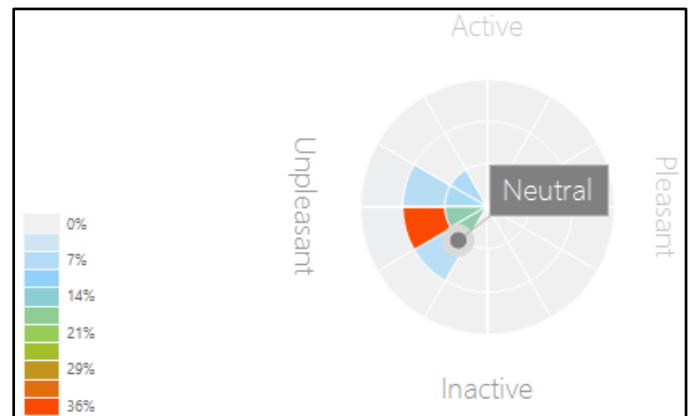 Active
Unpleasant
Neutral
Pleasant
Inactive
0%
7%
14%
21%
29%
36%